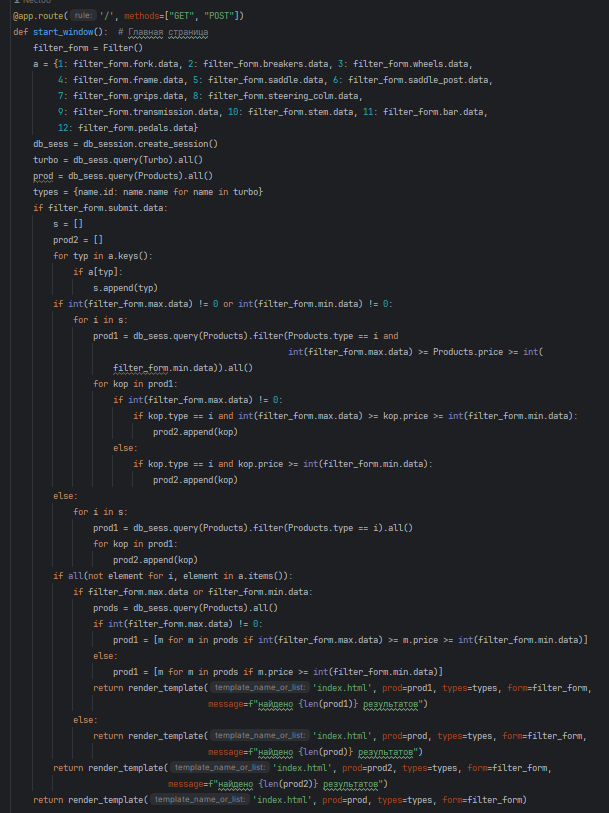 Nectoo
@app.route( rule: '/', methods=["GET", "POST"])
def start_window():  # Главная страница
    filter_form = Filter()
    a = {1: filter_form.fork.data, 2: filter_form.breakers.data, 3: filter_form.wheels.data,
         4: filter_form.frame.data, 5: filter_form.saddle.data, 6: filter_form.saddle_post.data,
         7: filter_form.grips.data, 8: filter_form.steering_colm.data,
         9: filter_form.transmission.data, 10: filter_form.stem.data, 11: filter_form.bar.data,
         12: filter_form.pedals.data}
    db_sess = db_session.create_session()
    turbo = db_sess.query(Turbo).all()
    prod = db_sess.query(Products).all()
    types = {name.id: name.name for name in turbo}
    if filter_form.submit.data:
        s = []
        prod2 = []
        for typ in a.keys():
            if a[typ]:
                s.append(typ)
        if int(filter_form.max.data) != 0 or int(filter_form.min.data) != 0:
            for i in s:
                prod1 = db_sess.query(Products).filter(Products.type == i and
                                                       int(filter_form.max.data) >= Products.price >= int(
                    filter_form.min.data)).all()
                for kop in prod1:
                    if int(filter_form.max.data) != 0:
                        if kop.type == i and int(filter_form.max.data) >= kop.price >= int(filter_form.min.data):
                            prod2.append(kop)
                    else:
                        if kop.type == i and kop.price >= int(filter_form.min.data):
                            prod2.append(kop)
        else:
            for i in s:
                prod1 = db_sess.query(Products).filter(Products.type == i).all()
                for kop in prod1:
                    prod2.append(kop)
        if all(not element for i, element in a.items()):
            if filter_form.max.data or filter_form.min.data:
                prods = db_sess.query(Products).all()
                if int(filter_form.max.data) != 0:
                    prod1 = [m for m in prods if int(filter_form.max.data) >= m.price >= int(filter_form.min.data)]
                else:
                    prod1 = [m for m in prods if m.price >= int(filter_form.min.data)]
                return render_template( template_name_or_list: 'index.html', prod=prod1, types=types, form=filter_form,
                                       message=f"найдено {len(prod1)} результатов")
            else:
                return render_template( template_name_or_list: 'index.html', prod=prod, types=types, form=filter_form,
                                       message=f"найдено {len(prod)} результатов")
        return render_template( template_name_or_list: 'index.html', prod=prod2, types=types, form=filter_form,
                               message=f"найдено {len(prod2)} результатов")
    return render_template( template_name_or_list: 'index.html', prod=prod, types=types, form=filter_form)